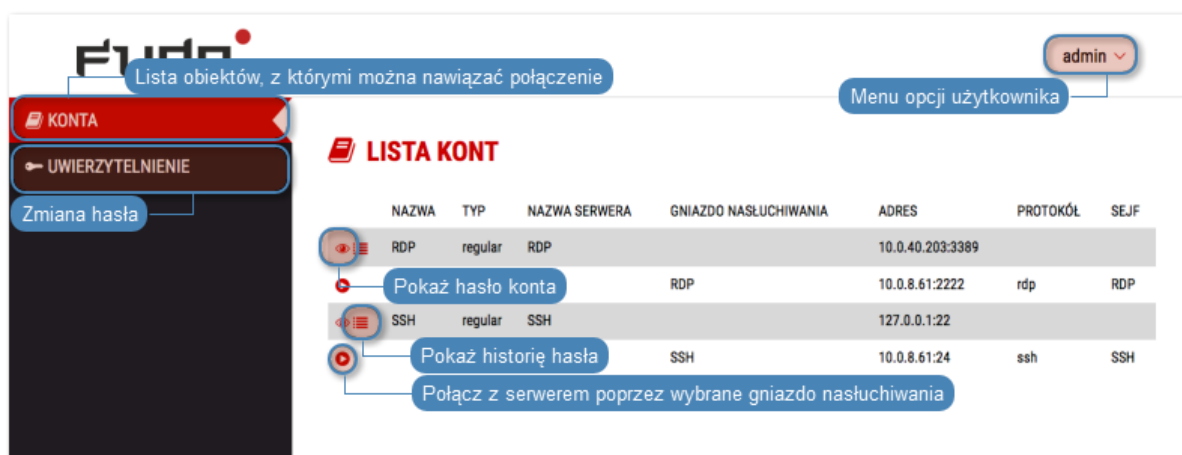 Fudo
admin
Lista obiektów, z którymi można nawiązać połączenie
Menu opcji użytkownika
KONTA
UWIERZYTELNIENIE
Zmiana hasła
LISTA KONT
NAZWA TYP NAZWA SERWERA GNIAZDO NASŁUCHIWANIA ADRES PROTOKÓŁ SEJF
RDP regular RDP 10.0.40.203:3389
Pokaż hasło konta
RDP 10.0.8.61:2222 rdp RDP
SSH regular SSH 127.0.0.1:22
Pokaż historię hasła
SSH 10.0.8.61:24 ssh SSH
Połącz z serwerem poprzez wybrane gniazdo nasłuchiwania